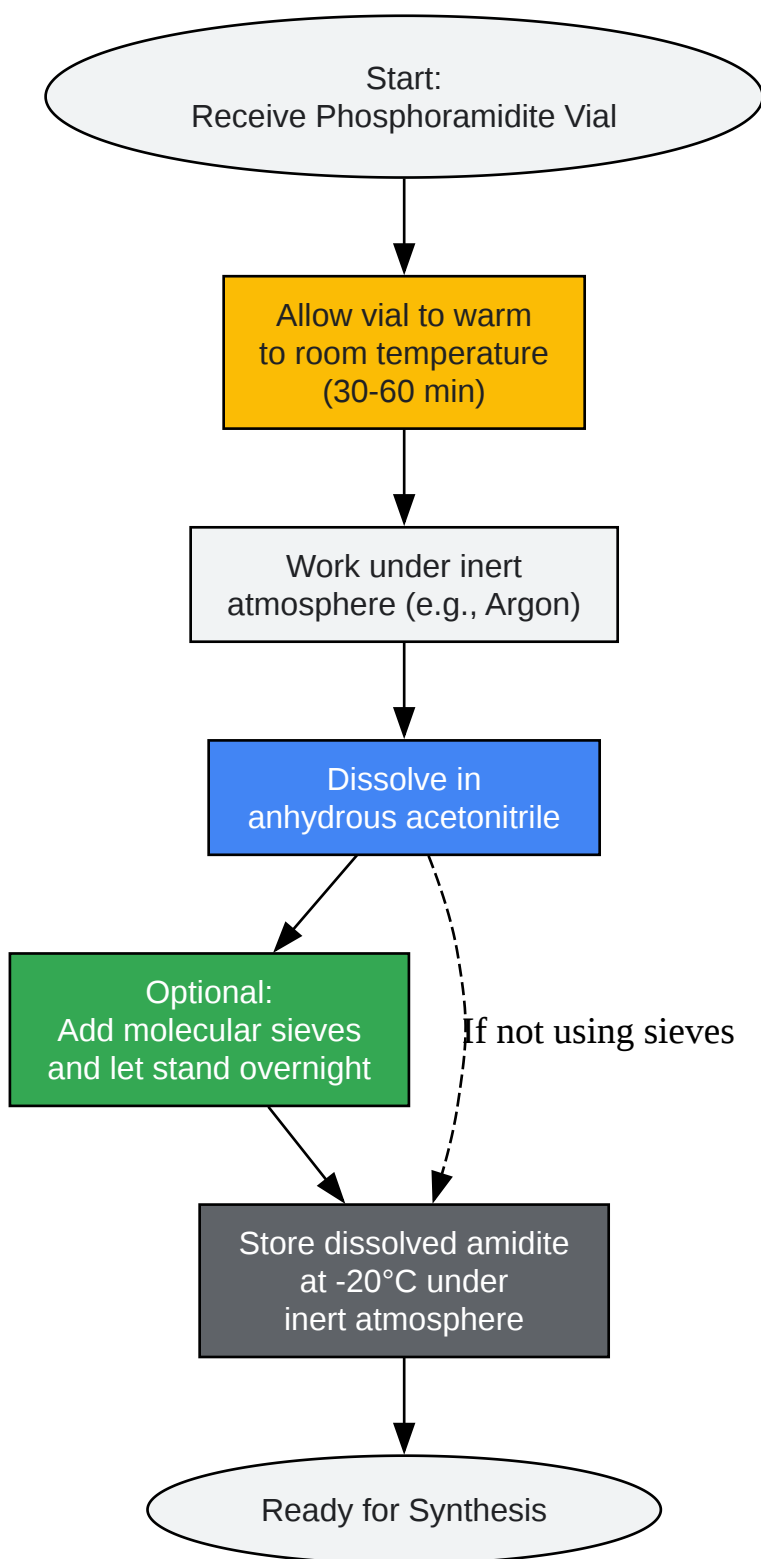 Start:
Receive Phosphoramidite Vial
Allow vial to warm
to room temperature
(30-60 min)
Work under inert
atmosphere (e.g., Argon)
Dissolve in
anhydrous acetonitrile
Optional:
Add molecular sieves
and let stand overnight
If not using sieves
Store dissolved amidite
at -20°C under
inert atmosphere
Ready for Synthesis